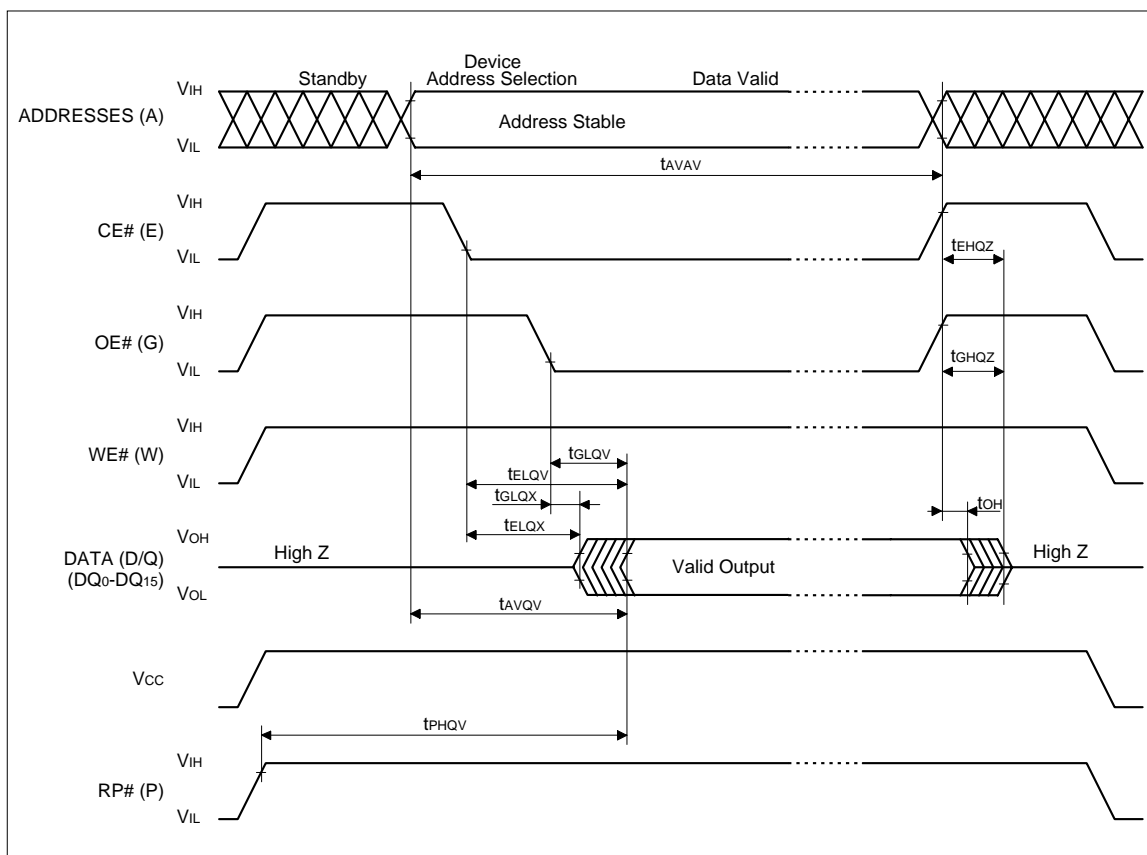 Device
Standby Address Selection Data Valid
VIH
ADDRESSES (A)
Address Stable
VIL
tAVAV
VIH
CE# (E)
VIL
tEHQZ
VIH
OE# (G)
VIL
tGHQZ
VIH
WE# (W)
VIL
tGLQV
tELQV
tGLQX
tOH
tELQX
VOH
High Z
High Z
DATA (D/Q)
(DQ0-DQ15)
Valid Output
VOL
tAVQV
VCC
tPHQV
VIH
RP# (P)
VIL